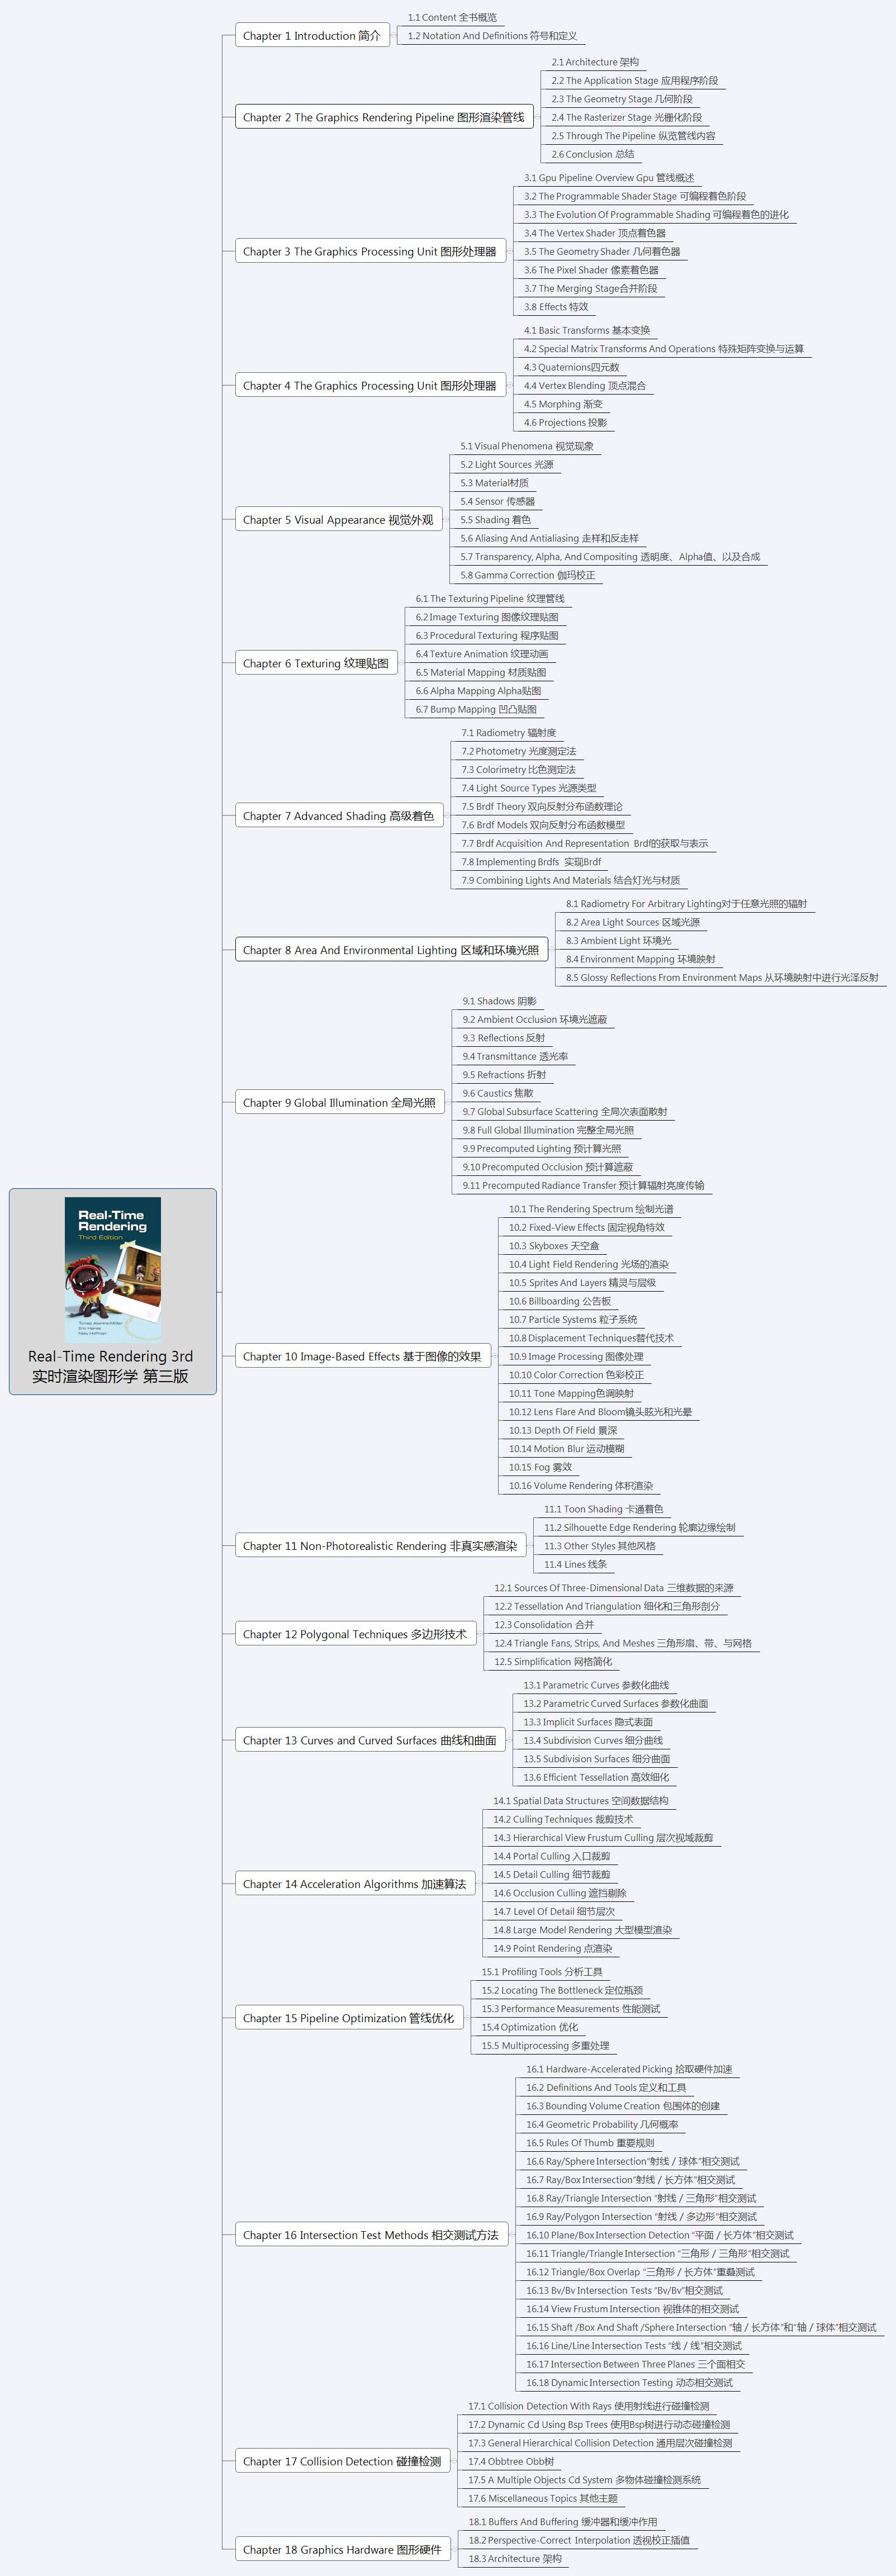 Chapter 1 Introduction 简介
1.1 Content 全书概览
1.2 Notation And Definitions 符号和定义
Chapter 2 The Graphics Rendering Pipeline 图形渲染管线
2.1 Architecture 架构
2.2 The Application Stage 应用程序阶段
2.3 The Geometry Stage 几何阶段
2.4 The Rasterizer Stage 光栅化阶段
2.5 Through The Pipeline 纵览管线内容
2.6 Conclusion 总结
Chapter 3 The Graphics Processing Unit 图形处理器
3.1 Gpu Pipeline Overview Gpu 管线概述
3.2 The Programmable Shader Stage 可编程着色阶段
3.3 The Evolution Of Programmable Shading 可编程着色的进化
3.4 The Vertex Shader 顶点着色器
3.5 The Geometry Shader 几何着色器
3.6 The Pixel Shader 像素着色器
3.7 The Merging Stage合并阶段
3.8 Effects 特效
Chapter 4 The Graphics Processing Unit 图形处理器
4.1 Basic Transforms 基本变换
4.2 Special Matrix Transforms And Operations 特殊矩阵变换与运算
4.3 Quaternions四元数
4.4 Vertex Blending 顶点混合
4.5 Morphing 渐变
4.6 Projections 投影
Chapter 5 Visual Appearance 视觉外观
5.1 Visual Phenomena 视觉现象
5.2 Light Sources 光源
5.3 Material材质
5.4 Sensor 传感器
5.5 Shading 着色
5.6 Aliasing And Antialiasing 走样和反走样
5.7 Transparency, Alpha, And Compositing 透明度、Alpha值、以及合成
5.8 Gamma Correction 伽玛校正
Chapter 6 Texturing 纹理贴图
6.1 The Texturing Pipeline 纹理管线
6.2 Image Texturing 图像纹理贴图
6.3 Procedural Texturing 程序贴图
6.4 Texture Animation 纹理动画
6.5 Material Mapping 材质贴图
6.6 Alpha Mapping Alpha贴图
6.7 Bump Mapping 凹凸贴图
Chapter 7 Advanced Shading 高级着色
7.1 Radiometry 辐射度
7.2 Photometry 光度测定法
7.3 Colorimetry 比色测定法
7.4 Light Source Types 光源类型
7.5 Brdf Theory 双向反射分布函数理论
7.6 Brdf Models 双向反射分布函数模型
7.7 Brdf Acquisition And Representation Brdf的获取与表示
7.8 Implementing Brdfs 实现Brdf
7.9 Combining Lights And Materials 结合灯光与材质
Chapter 8 Area And Environmental Lighting 区域和环境光照
8.1 Radiometry For Arbitrary Lighting对于任意光照的辐射
8.2 Area Light Sources 区域光源
8.3 Ambient Light 环境光
8.4 Environment Mapping 环境映射
8.5 Glossy Reflections From Environment Maps 从环境映射中进行光泽反射
Chapter 9 Global Illumination 全局光照
9.1 Shadows 阴影
9.2 Ambient Occlusion 环境光遮蔽
9.3 Reflections 反射
9.4 Transmittance 透光率
9.5 Refractions 折射
9.6 Caustics 焦散
9.7 Global Subsurface Scattering 全局次表面散射
9.8 Full Global Illumination 完整全局光照
9.9 Precomputed Lighting 预计算光照
9.10 Precomputed Occlusion 预计算遮蔽
9.11 Precomputed Radiance Transfer 预计算辐射亮度传输
Real-Time
Rendering
Third Edition
Tomas Akenine-Möller
Eric Haines
Naty Hoffman
Real-Time Rendering 3rd
实时渲染图形学 第三版
Chapter 10 Image-Based Effects 基于图像的效果
10.1 The Rendering Spectrum 绘制光谱
10.2 Fixed-View Effects 固定视角特效
10.3 Skyboxes 天空盒
10.4 Light Field Rendering 光场的渲染
10.5 Sprites And Layers 精灵与层级
10.6 Billboarding 公告板
10.7 Particle Systems 粒子系统
10.8 Displacement Techniques替代技术
10.9 Image Processing 图像处理
10.10 Color Correction 色彩校正
10.11 Tone Mapping色调映射
10.12 Lens Flare And Bloom镜头眩光和光晕
10.13 Depth Of Field 景深
10.14 Motion Blur 运动模糊
10.15 Fog 雾效
10.16 Volume Rendering 体积渲染
Chapter 11 Non-Photorealistic Rendering 非真实感渲染
11.1 Toon Shading 卡通着色
11.2 Silhouette Edge Rendering 轮廓边缘绘制
11.3 Other Styles 其他风格
11.4 Lines 线条
Chapter 12 Polygonal Techniques 多边形技术
12.1 Sources Of Three-Dimensional Data 三维数据的来源
12.2 Tessellation And Triangulation 细化和三角形剖分
12.3 Consolidation 合并
12.4 Triangle Fans, Strips, And Meshes 三角形扇、带、与网格
12.5 Simplification 网格简化
Chapter 13 Curves and Curved Surfaces 曲线和曲面
13.1 Parametric Curves 参数化曲线
13.2 Parametric Curved Surfaces 参数化曲面
13.3 Implicit Surfaces 隐式表面
13.4 Subdivision Curves 细分曲线
13.5 Subdivision Surfaces 细分曲面
13.6 Efficient Tessellation 高效细化
Chapter 14 Acceleration Algorithms 加速算法
14.1 Spatial Data Structures 空间数据结构
14.2 Culling Techniques 裁剪技术
14.3 Hierarchical View Frustum Culling 层次视域裁剪
14.4 Portal Culling 入口裁剪
14.5 Detail Culling 细节裁剪
14.6 Occlusion Culling 遮挡剔除
14.7 Level Of Detail 细节层次
14.8 Large Model Rendering 大型模型渲染
14.9 Point Rendering 点渲染
Chapter 15 Pipeline Optimization 管线优化
15.1 Profiling Tools 分析工具
15.2 Locating The Bottleneck 定位瓶颈
15.3 Performance Measurements 性能测试
15.4 Optimization 优化
15.5 Multiprocessing 多重处理
Chapter 16 Intersection Test Methods 相交测试方法
16.1 Hardware-Accelerated Picking 拾取硬件加速
16.2 Definitions And Tools 定义和工具
16.3 Bounding Volume Creation 包围体的创建
16.4 Geometric Probability 几何概率
16.5 Rules Of Thumb 重要规则
16.6 Ray/Sphere Intersection“射线 / 球体”相交测试
16.7 Ray/Box Intersection“射线 / 长方体”相交测试
16.8 Ray/Triangle Intersection “射线 / 三角形”相交测试
16.9 Ray/Polygon Intersection “射线 / 多边形”相交测试
16.10 Plane/Box Intersection Detection “平面 / 长方体”相交测试
16.11 Triangle/Triangle Intersection “三角形 / 三角形”相交测试
16.12 Triangle/Box Overlap “三角形 / 长方体”重叠测试
16.13 Bv/Bv Intersection Tests “Bv/Bv”相交测试
16.14 View Frustum Intersection 视锥体的相交测试
16.15 Shaft /Box And Shaft /Sphere Intersection “轴 / 长方体”和“轴 / 球体”相交测试
16.16 Line/Line Intersection Tests “线 / 线”相交测试
16.17 Intersection Between Three Planes 三个面相交
16.18 Dynamic Intersection Testing 动态相交测试
Chapter 17 Collision Detection 碰撞检测
17.1 Collision Detection With Rays 使用射线进行碰撞检测
17.2 Dynamic Cd Using Bsp Trees 使用Bsp树进行动态碰撞检测
17.3 General Hierarchical Collision Detection 通用层次碰撞检测
17.4 Obbtree Obb树
17.5 A Multiple Objects Cd System 多物体碰撞检测系统
17.6 Miscellaneous Topics 其他主题
Chapter 18 Graphics Hardware 图形硬件
18.1 Buffers And Buffering 缓冲器和缓冲作用
18.2 Perspective-Correct Interpolation 透视校正插值
18.3 Architecture 架构